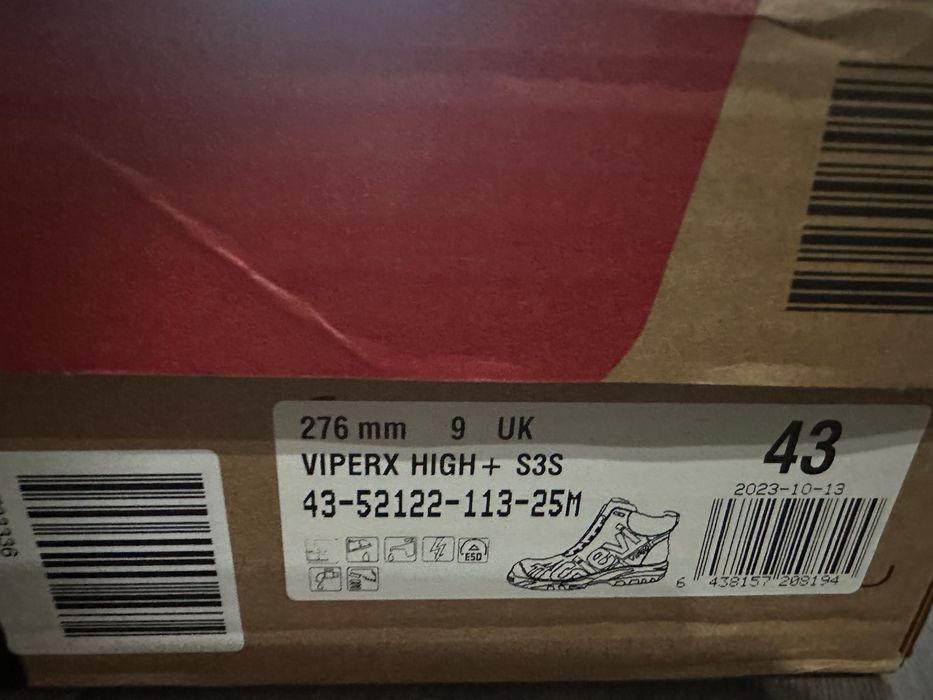 276 mm 9 UK
43
VIPERX HIGH+ S3S
2023-10-13
43-52122-113-25M
ESD
sievi
6 438157 208194